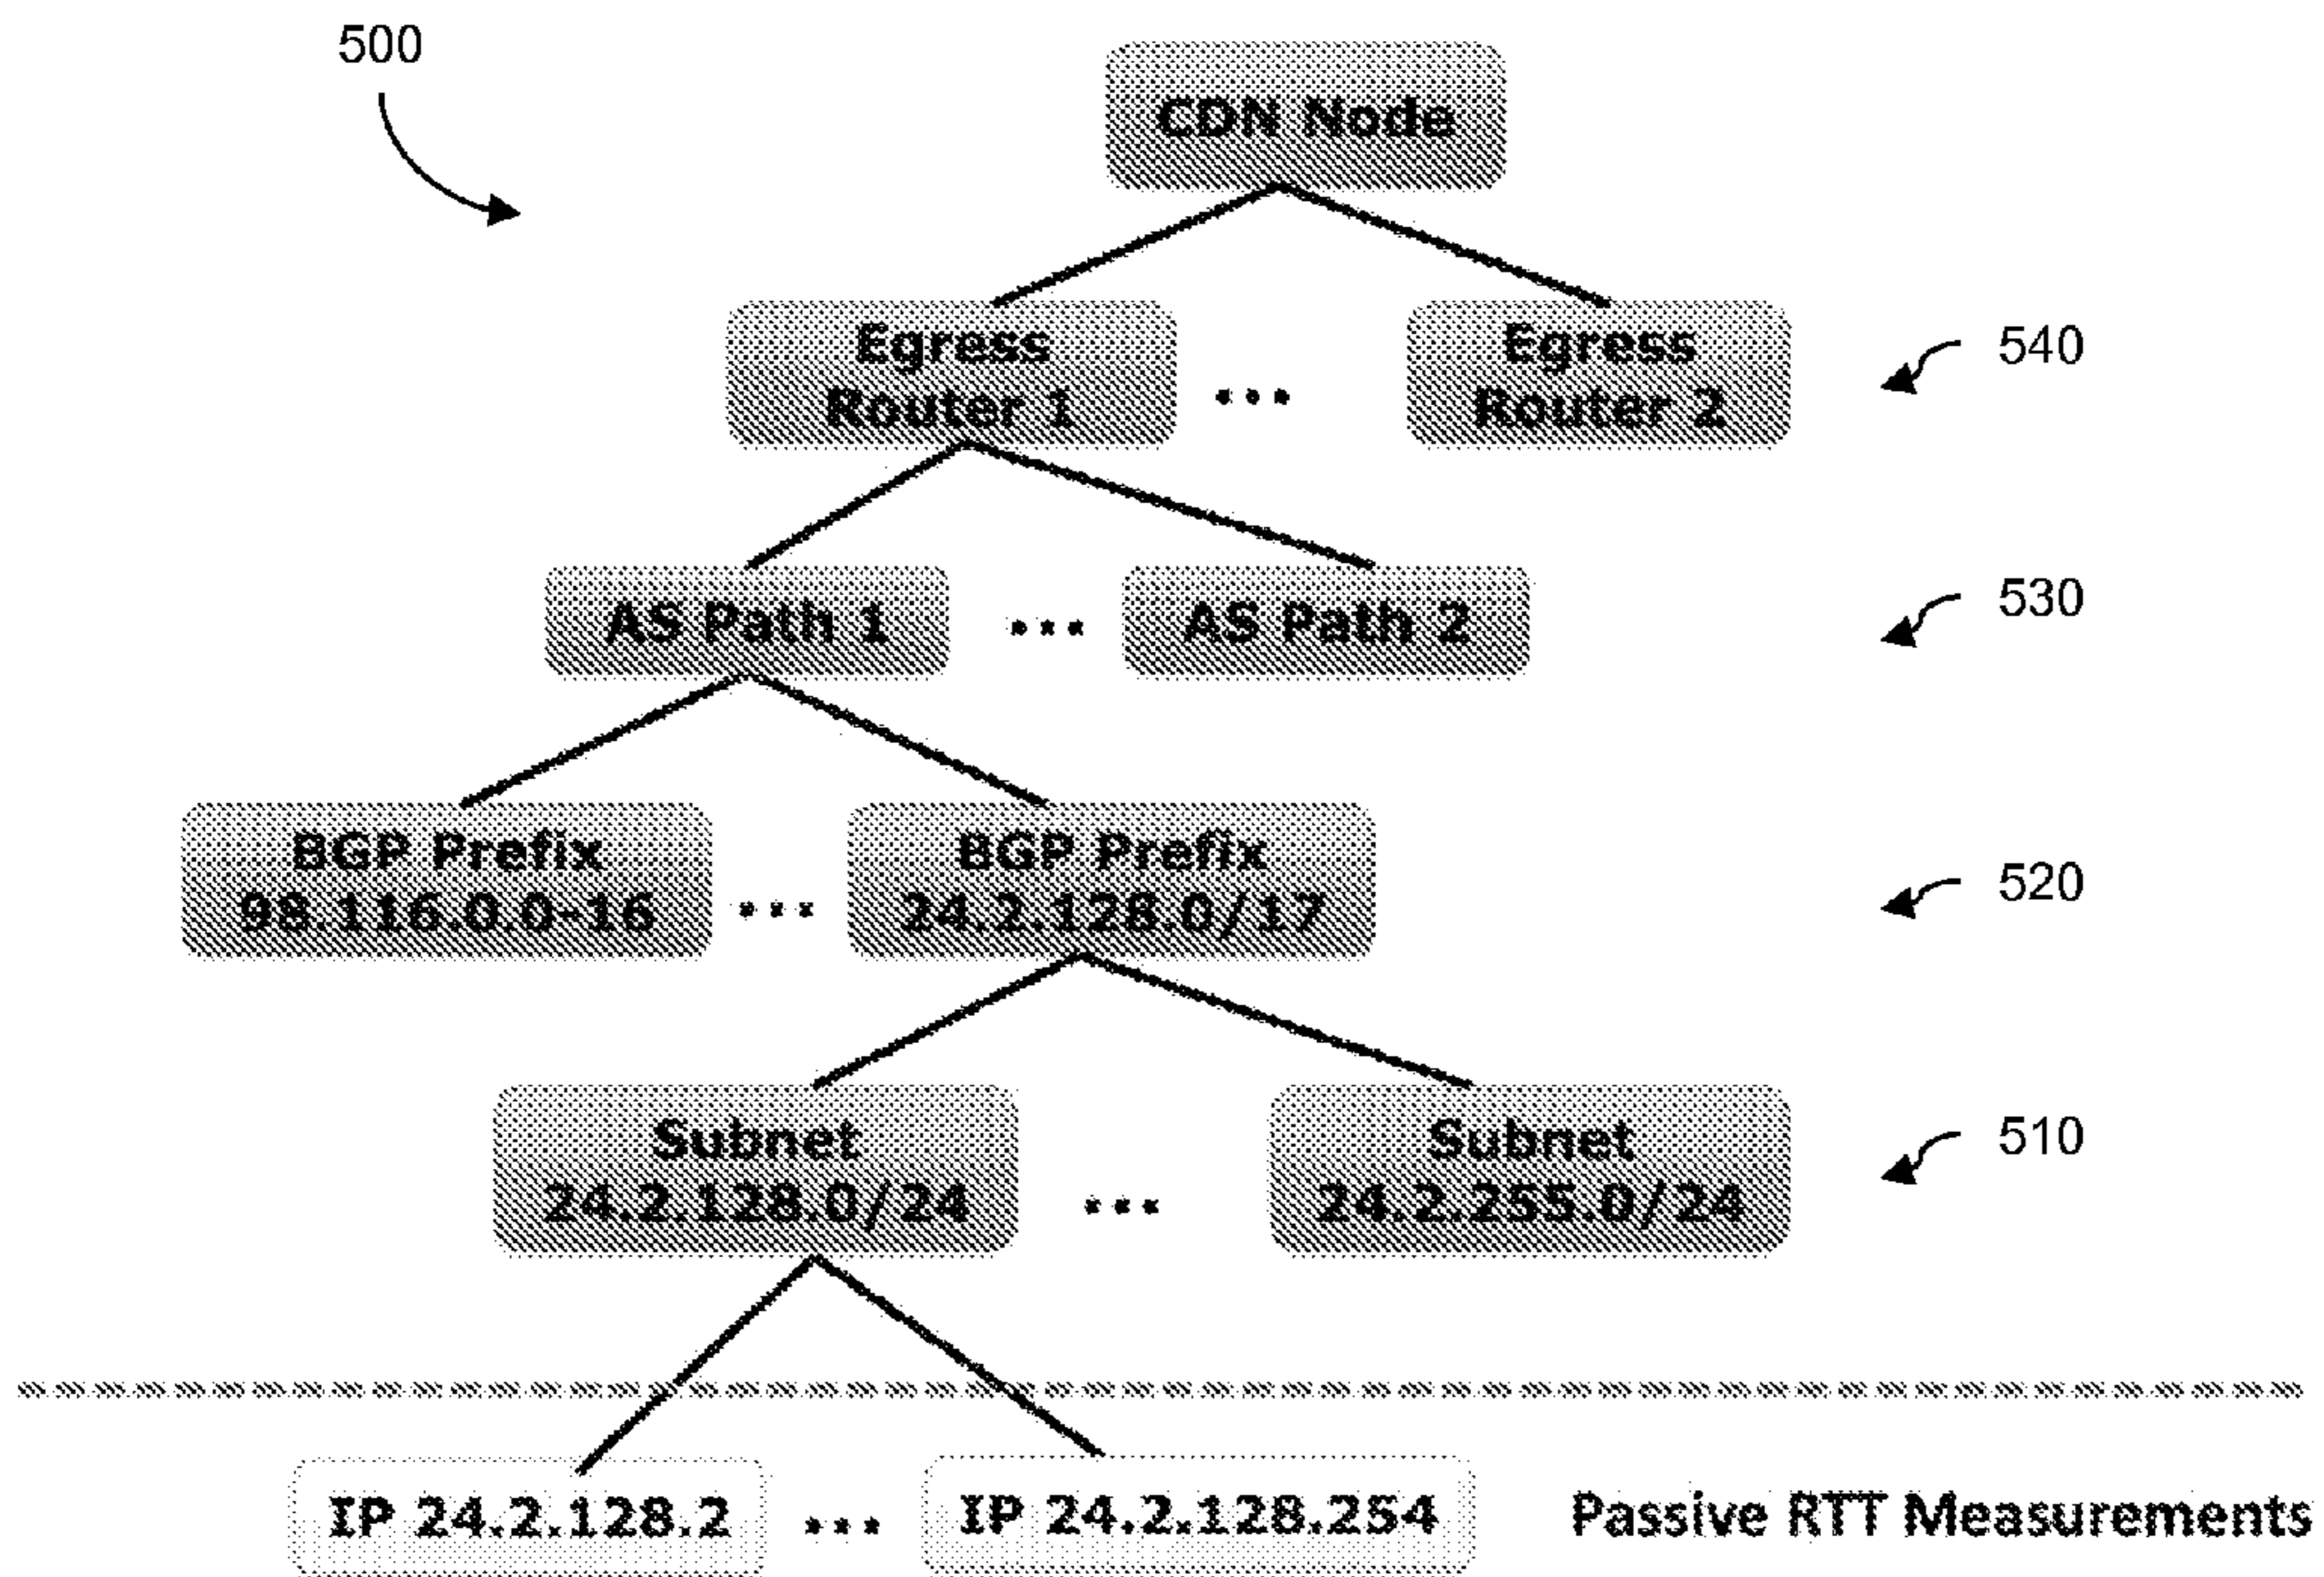 500
CDN Node
Egress
Router 1
...
Egress
Router 2
540
AS Path 1
...
AS Path 2
530
BGP Prefix
98.116.0.0-16
...
BGP Prefix
24.2.128.0/17
520
Subnet
24.2.128.0/24
...
Subnet
24.2.255.0/24
510
IP 24.2.128.2
...
IP 24.2.128.254
Passive RTT Measurements